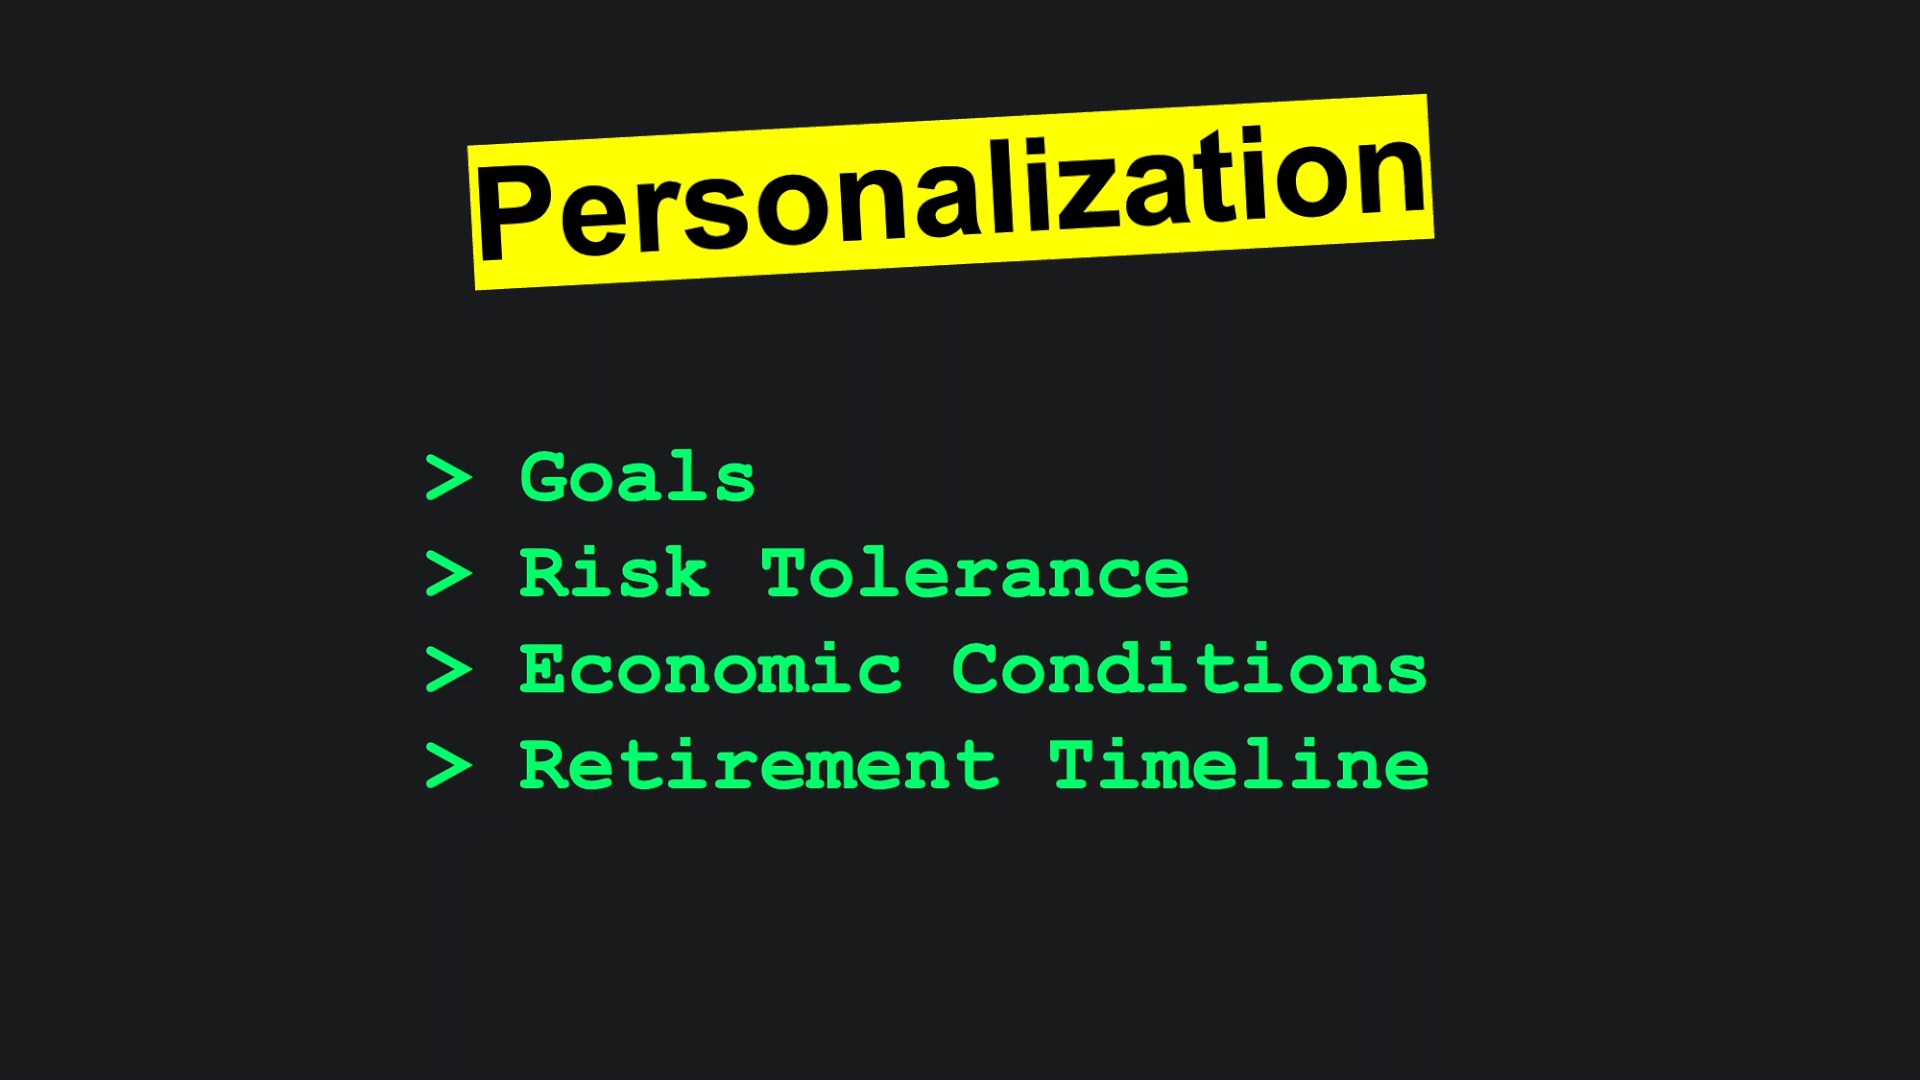 Personalization
> Goals
> Risk Tolerance
> Economic Conditions
> Retirement Timeline